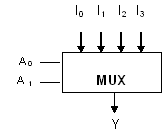 I₀ I₁ I₂ I₃
A₀
A₁
MUX
Y